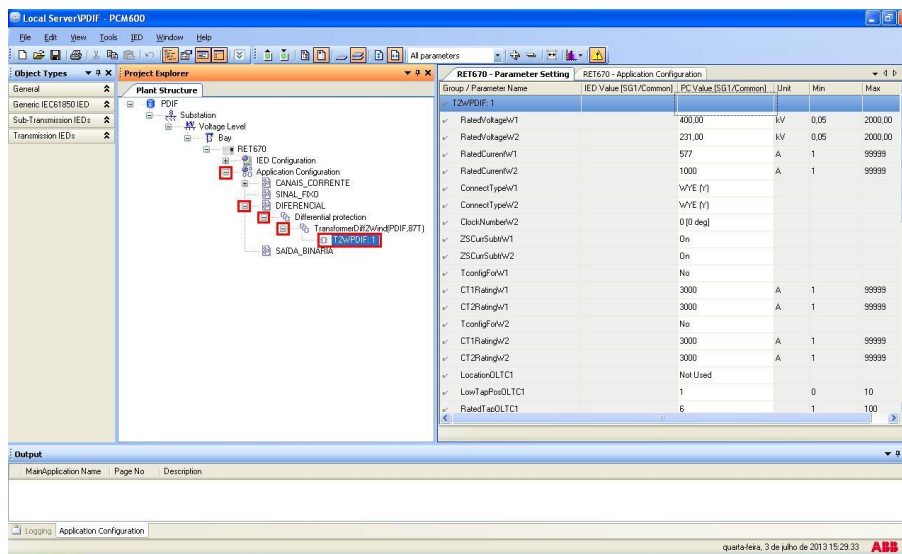 Local Server\PDIF - PCM600
File Edit View Tools IED Window Help
All parameters
Object Types
General
Generic IEC61850 IED
Sub-Transmission IEDs
Transmission IEDs
Project Explorer
Plant Structure
PDIF
Substation
Voltage Level
Bay
RET670
IED Configuration
Application Configuration
CANAIS_CORRENTE
SINAL_FIXO
DIFERENCIAL
Differential protection
TransformerDiff2Wind(PDIF,87T)
T2WPDIF: 1
SAIDA_BINARIA
RET670 - Parameter Setting RET670 - Application Configuration
Group / Parameter Name IED Value [SG1/Common] PC Value [SG1/Common] Unit Min Max
T2WPDIF: 1
RatedVoltageW1 400,00 kV 0,05 2000,00
RatedVoltageW2 231,00 kV 0,05 2000,00
RatedCurrentW1 577 A 1 99999
RatedCurrentW2 1000 A 1 99999
ConnectTypeW1 WYE (Y)
ConnectTypeW2 WYE (Y)
ClockNumberW2 0 [0 deg]
ZSCurrSubtrW1 On
ZSCurrSubtrW2 On
TconfigForW1 No
CT1RatingW1 3000 A 1 99999
CT2RatingW1 3000 A 1 99999
TconfigForW2 No
CT1RatingW2 3000 A 1 99999
CT2RatingW2 3000 A 1 99999
LocationOLTC1 Not Used
LowTapPosOLTC1 1 0 10
RatedTapOLTC1 6 1 100
Output
MainApplication Name Page No Description
Logging Application Configuration
quarta-feira, 3 de julho de 2013 15:29:33 ABB